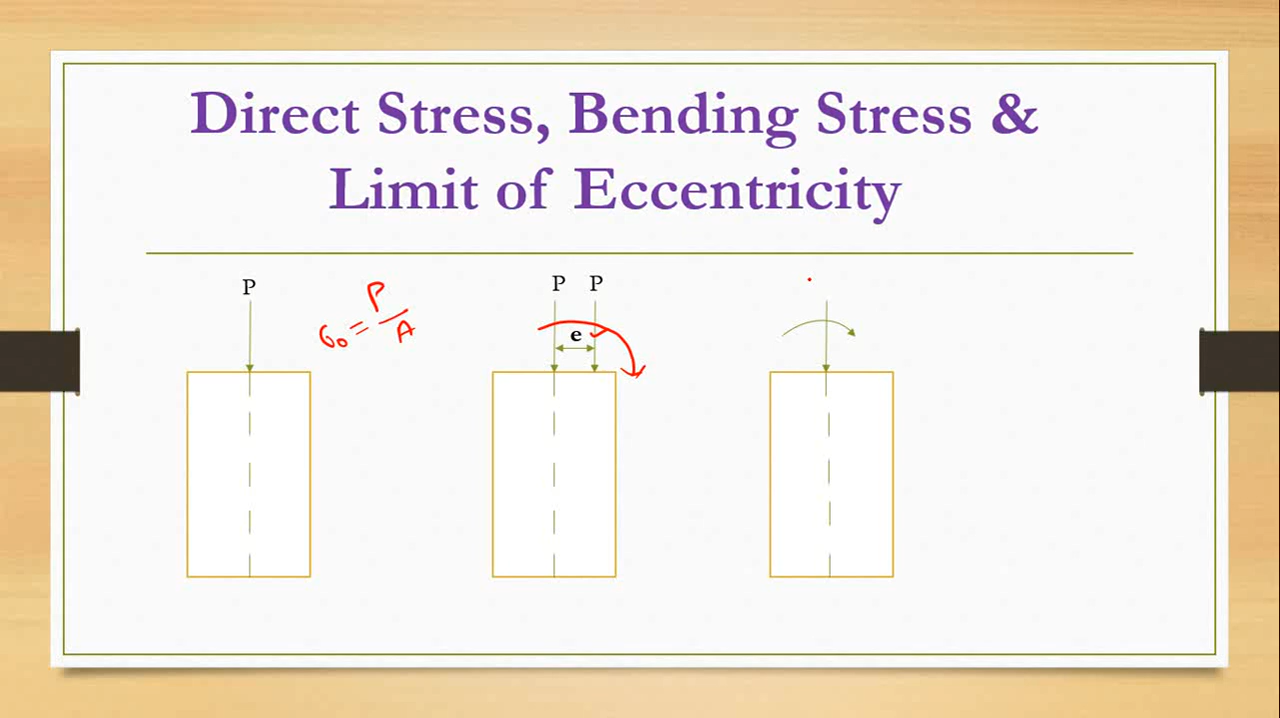 Direct Stress, Bending Stress &
Limit of Eccentricity
P
σ₀ = P/A
P P
e